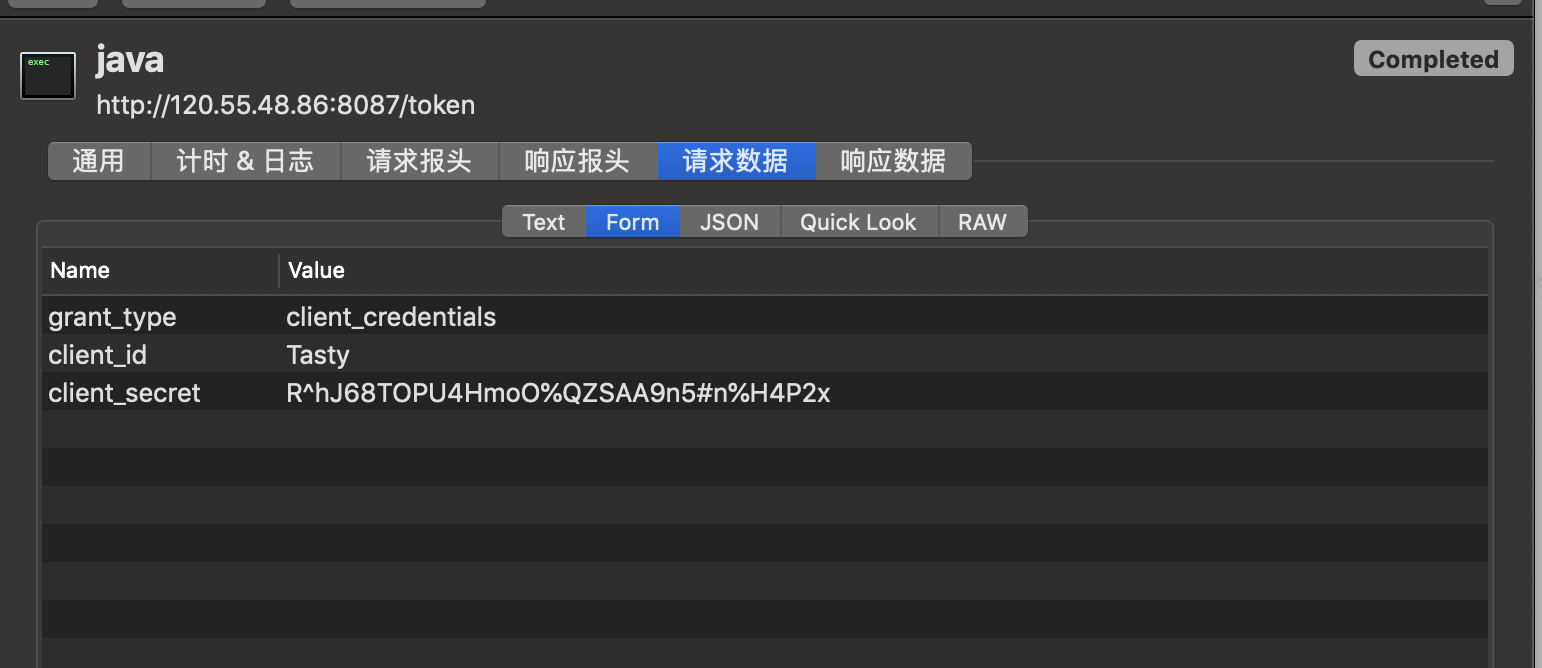 exec
java
Completed
http://120.55.48.86:8087/token
通用 计时 & 日志 请求报头 响应报头 请求数据 响应数据
Text Form JSON Quick Look RAW
Name Value
grant_type client_credentials
client_id Tasty
client_secret R^hJ68TOPU4HmoO%QZSAA9n5#n%H4P2x